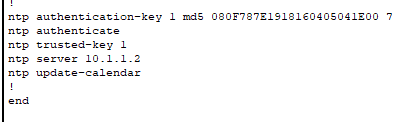 !
ntp authentication-key 1 md5 080F787E1918160405041E00 7
ntp authenticate
ntp trusted-key 1
ntp server 10.1.1.2
ntp update-calendar
!
end